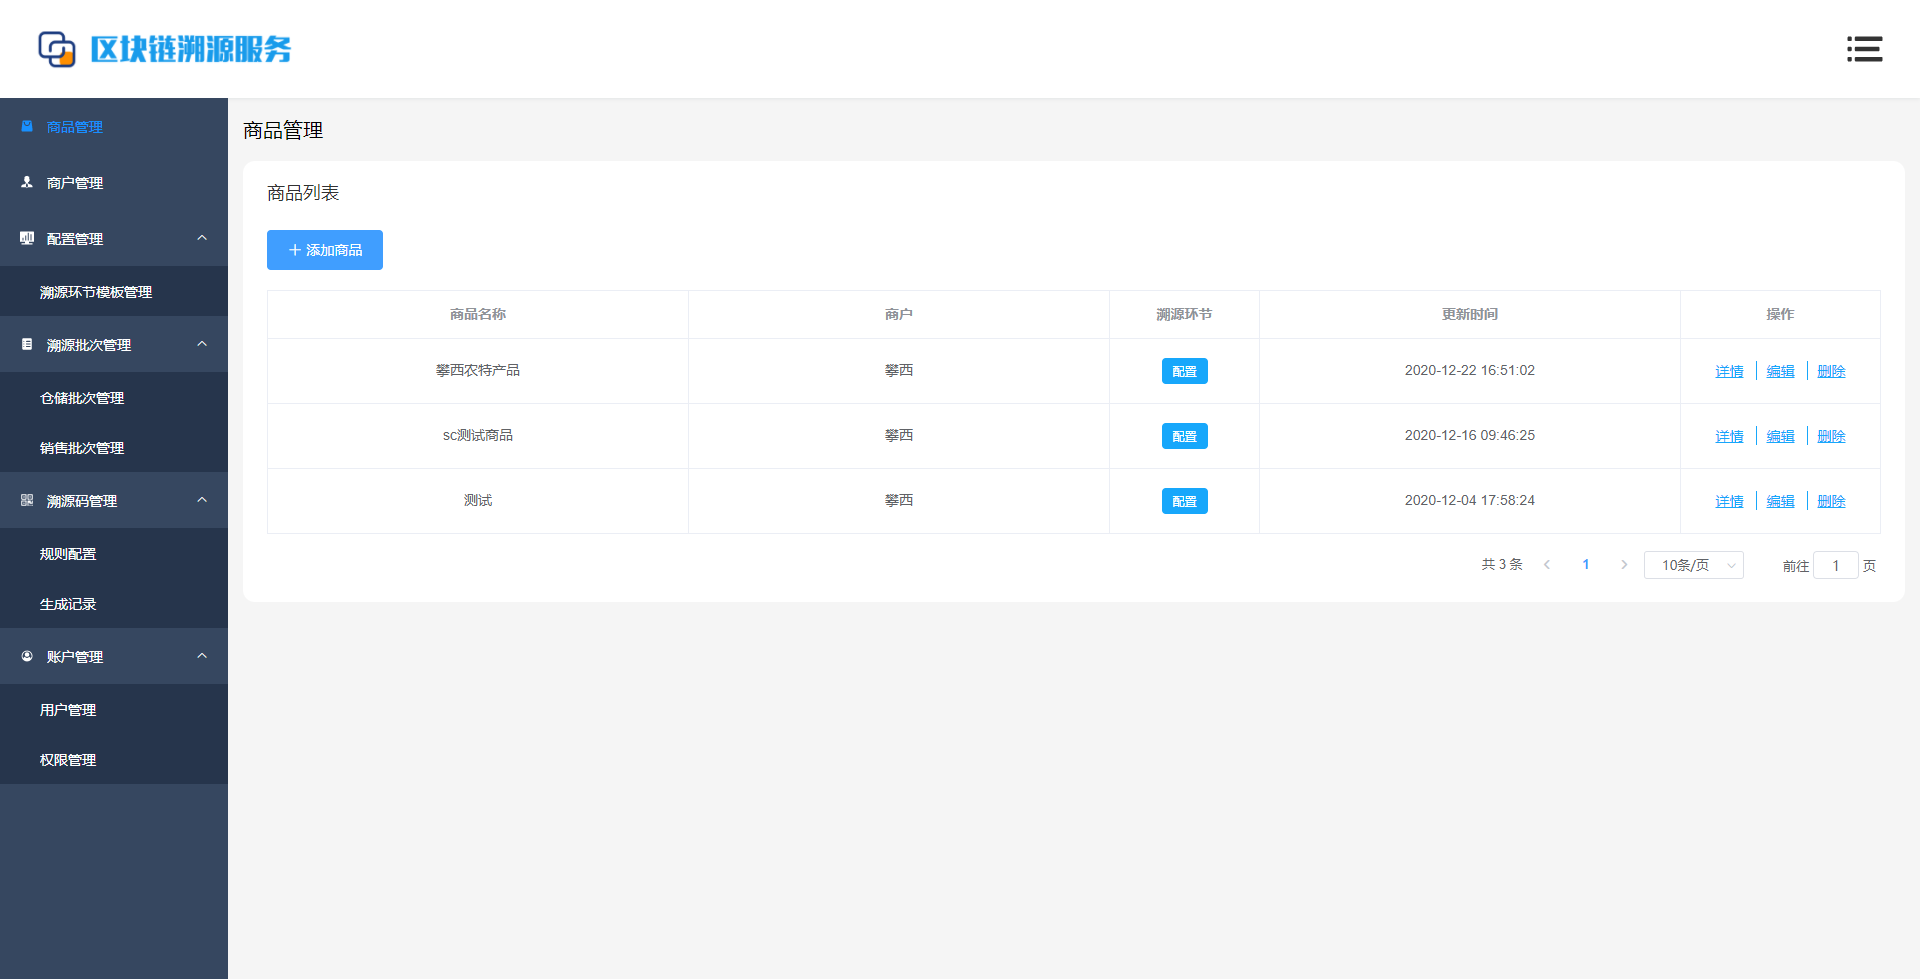 区块链溯源服务
商品管理
商户管理
配置管理
溯源环节模板管理
溯源批次管理
仓储批次管理
销售批次管理
溯源码管理
规则配置
生成记录
账户管理
用户管理
权限管理
商品管理
商品列表
添加商品
商品名称 商户 溯源环节 更新时间 操作
攀西农特产品 攀西 配置 2020-12-22 16:51:02 详情 编辑 删除
sc测试商品 攀西 配置 2020-12-16 09:46:25 详情 编辑 删除
测试 攀西 配置 2020-12-04 17:58:24 详情 编辑 删除
共 3 条 1 10条/页 前往 1 页